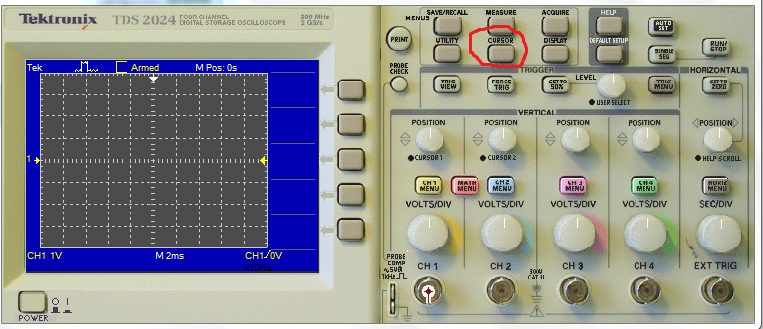 Tektronix TDS 2024 FOUR CHANNEL DIGITAL STORAGE OSCILLOSCOPE 200 MHz 2 GS/s
MENUS SAVE/RECALL MEASURE ACQUIRE HELP AUTO SET
PRINT UTILITY CURSOR DISPLAY DEFAULT SETUP SINGLE SEQ RUN/STOP
Tek Armed M Pos: 0s
PROBE CHECK
TRIGGER LEVEL HORIZONTAL
TRIG VIEW FORCE TRIG SET TO 50% USER SELECT TRIG MENU SET TO ZERO
VERTICAL
POSITION POSITION POSITION POSITION POSITION
CURSOR 1 CURSOR 2 HELP SCROLL
1
CH 1 MENU MATH MENU CH 2 MENU CH 3 MENU CH 4 MENU HORIZ MENU
VOLTS/DIV VOLTS/DIV VOLTS/DIV VOLTS/DIV SEC/DIV
CH1 1V M 2ms CH1/0V
PROBE COMP ~5V 1kHz
CH 1 CH 2 300V CAT II CH 3 CH 4 EXT TRIG
POWER